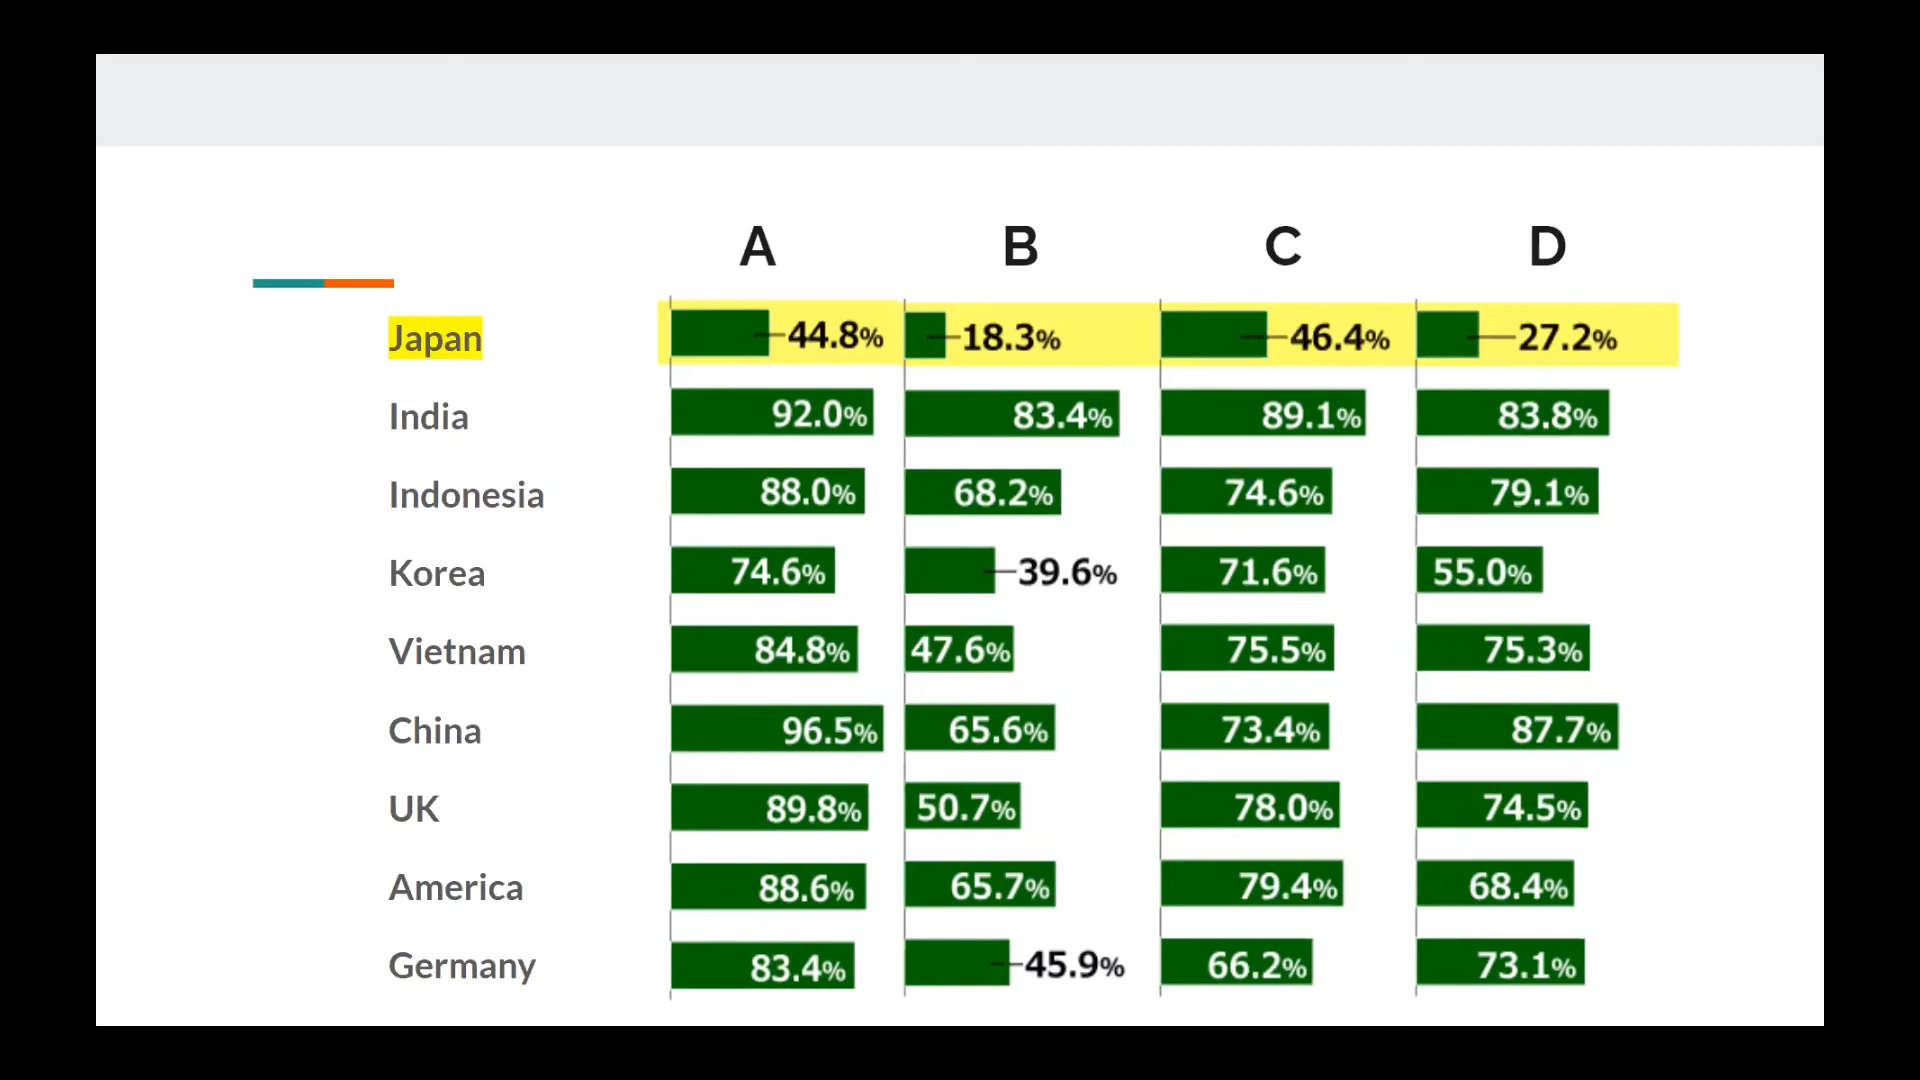 A B C D
Japan 44.8% 18.3% 46.4% 27.2%
India 92.0% 83.4% 89.1% 83.8%
Indonesia 88.0% 68.2% 74.6% 79.1%
Korea 74.6% 39.6% 71.6% 55.0%
Vietnam 84.8% 47.6% 75.5% 75.3%
China 96.5% 65.6% 73.4% 87.7%
UK 89.8% 50.7% 78.0% 74.5%
America 88.6% 65.7% 79.4% 68.4%
Germany 83.4% 45.9% 66.2% 73.1%